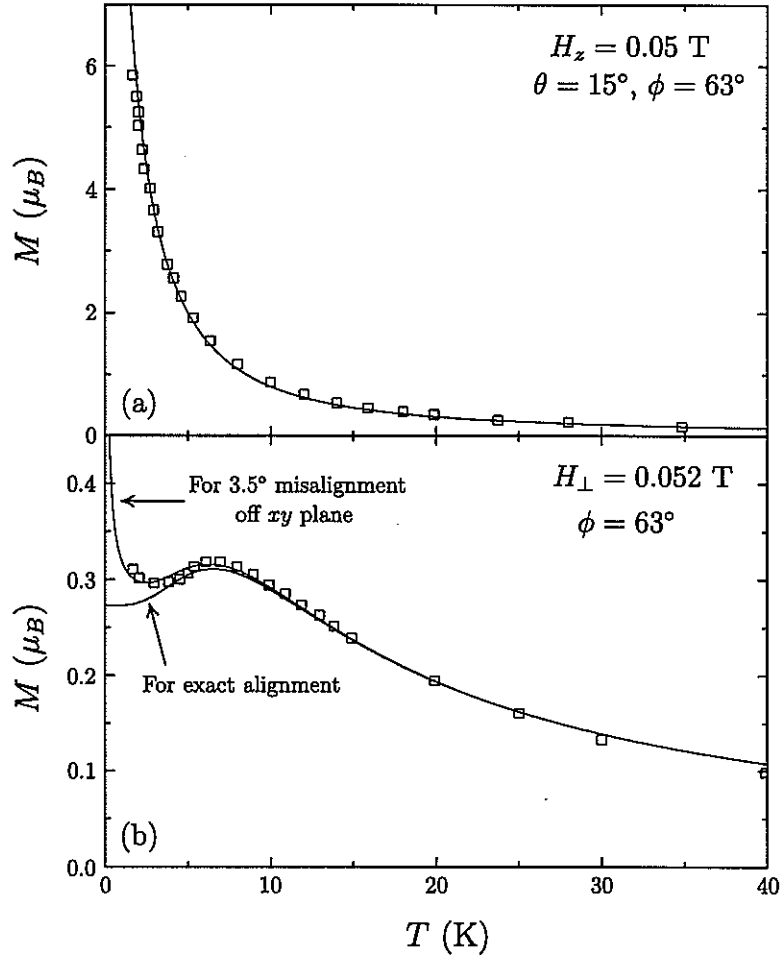 H_z = 0.05 T
θ = 15°, ϕ = 63°
M (μ_B)
6
4
2
0
(a)
H_⊥ = 0.052 T
ϕ = 63°
For 3.5° misalignment
off xy plane
For exact alignment
M (μ_B)
0.4
0.3
0.2
0.1
0.0
(b)
0 10 20 30 40
T (K)